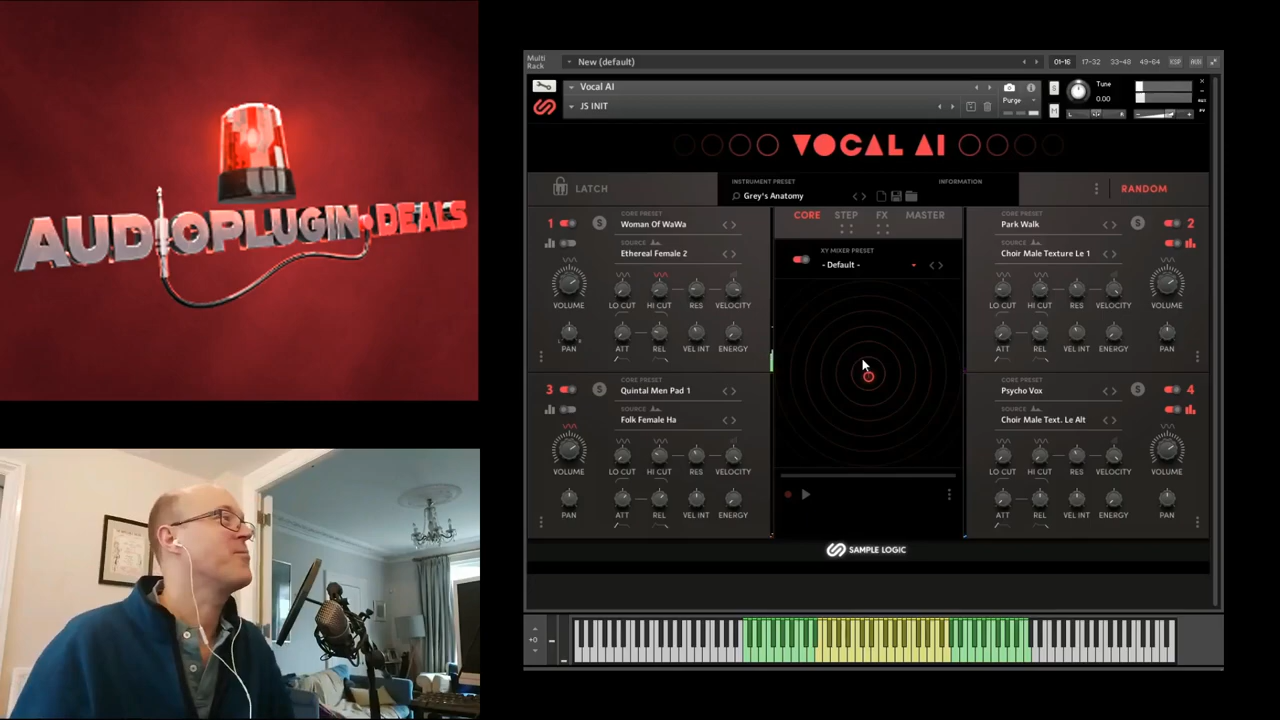 AUDIOPLUGIN.DEALS
Multi
Rack
New (default)
01-16
17-32
33-48
49-64
KSP
Vocal AI
JS INIT
Purge
S
M
Tune
0.00
L
R
VOCAL AI
LATCH
INSTRUMENT PRESET
INFORMATION
Grey's Anatomy
RANDOM
1
S
CORE PRESET
Woman Of WaWa
SOURCE
Ethereal Female 2
VOLUME
LO CUT
HI CUT
RES
VELOCITY
PAN
L
R
ATT
REL
VEL INT
ENERGY
CORE
STEP
FX
MASTER
XY MIXER PRESET
- Default -
CORE PRESET
Park Walk
S
2
SOURCE
Choir Male Texture Le 1
LO CUT
HI CUT
RES
VELOCITY
VOLUME
ATT
REL
VEL INT
ENERGY
PAN
3
S
CORE PRESET
Quintal Men Pad 1
SOURCE
Folk Female Ha
VOLUME
LO CUT
HI CUT
RES
VELOCITY
PAN
ATT
REL
VEL INT
ENERGY
CORE PRESET
Psycho Vox
S
4
SOURCE
Choir Male Text. Le Alt
LO CUT
HI CUT
RES
VELOCITY
VOLUME
ATT
REL
VEL INT
ENERGY
PAN
SAMPLE LOGIC
+0